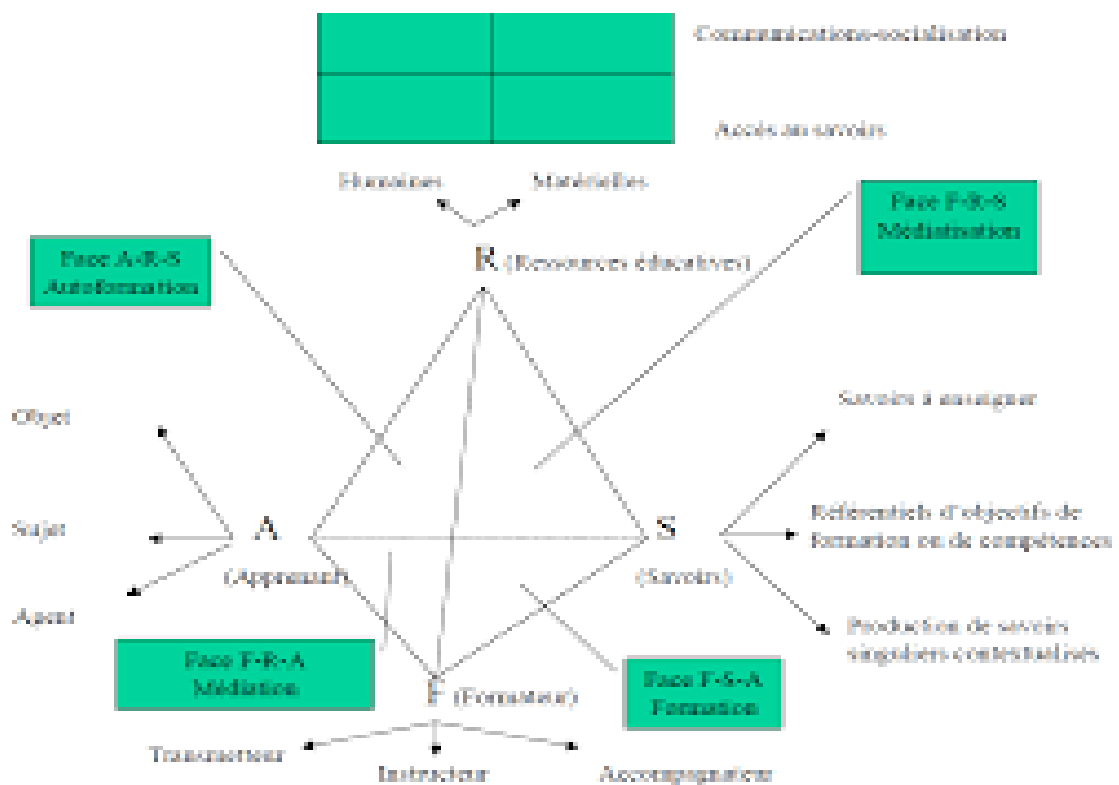 Communications-socialisation
Accès au savoirs
Humaines
Matérielles
Face F-R-S
Médiatisation
Face A-R-S
Autoformation
R (Ressources éducatives)
Objet
Sujet
Agent
A
(Apprenant)
S
(Savoirs)
Savoirs à enseigner
Référentiels d'objectifs de
formation ou de compétences
Production de savoirs
singuliers contextualisés
Face F-R-A
Médiation
Face F-S-A
Formation
F (Formateur)
Transmetteur
Instructeur
Accompagnateur